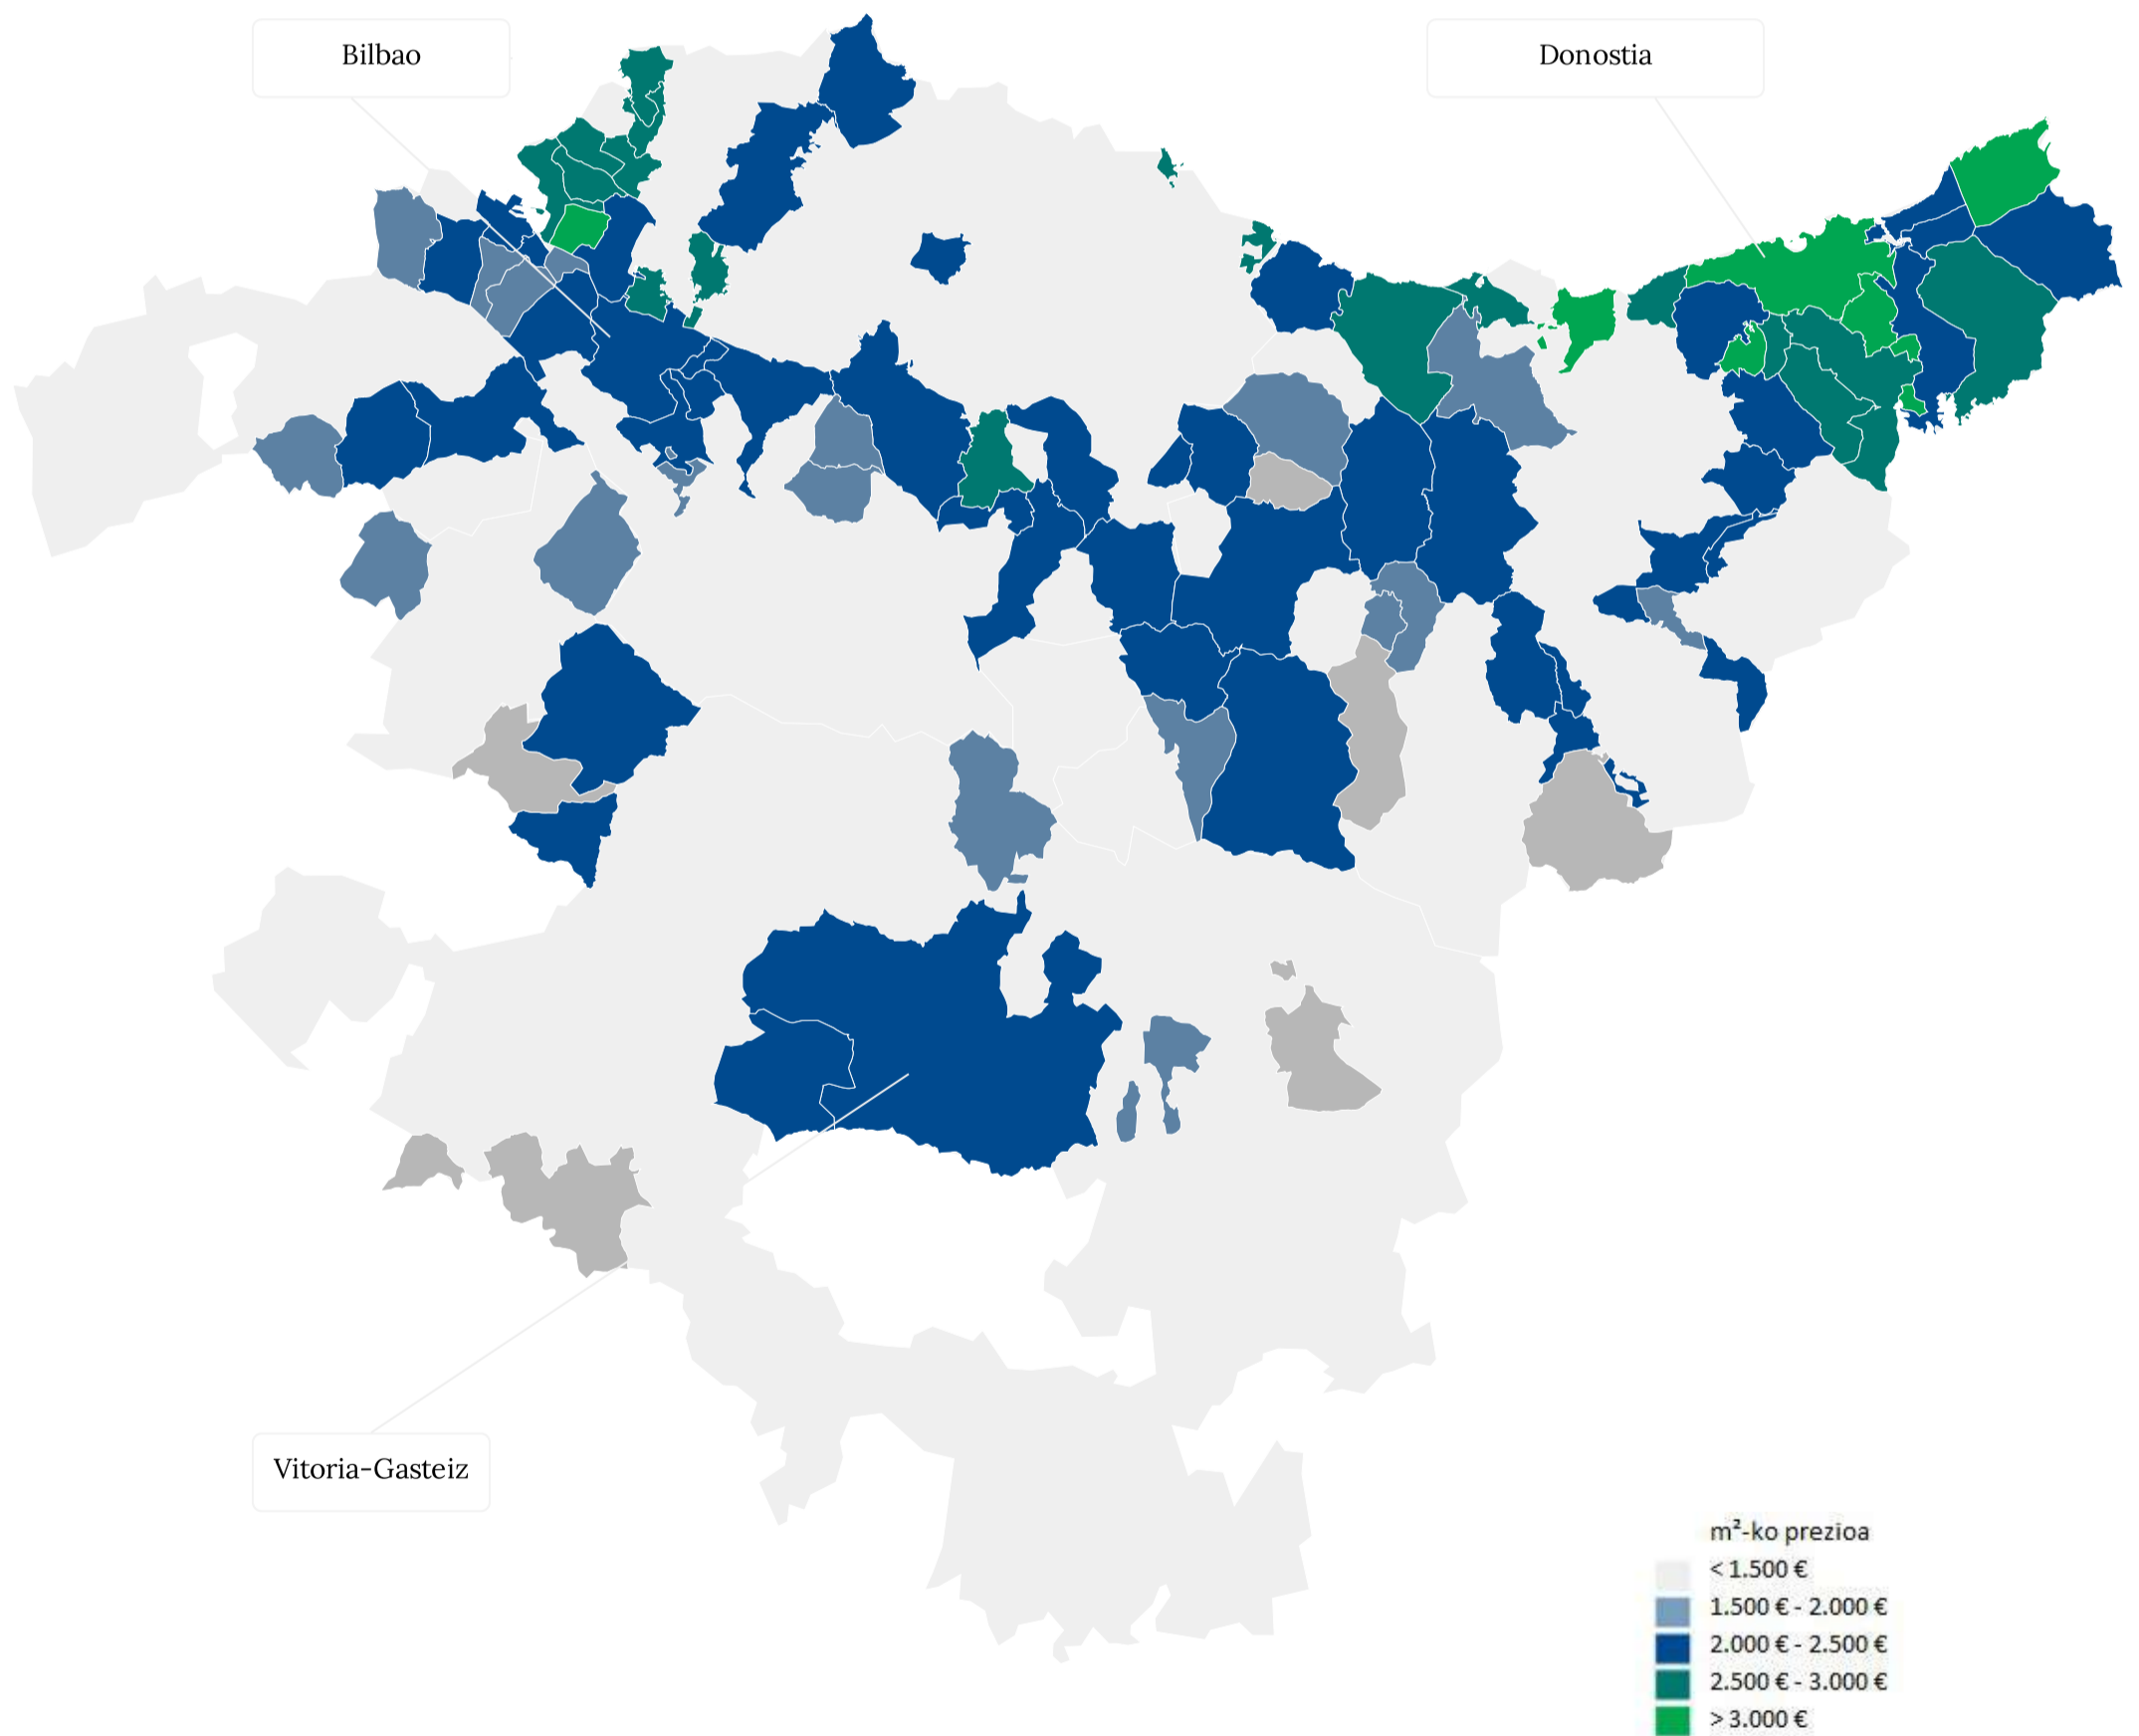 Bilbao
Donostia
Vitoria-Gasteiz
m²-ko prezioa
< 1.500 €
1.500 € - 2.000 €
2.000 € - 2.500 €
2.500 € - 3.000 €
> 3.000 €